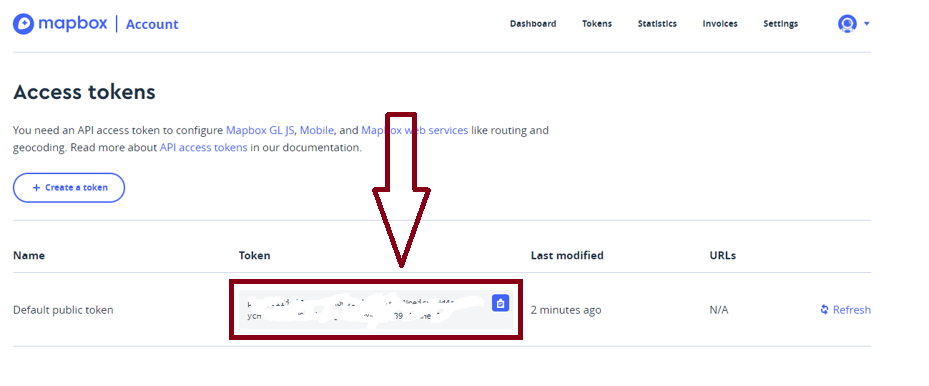 mapbox | Account
Dashboard Tokens Statistics Invoices Settings
Access tokens
You need an API access token to configure Mapbox GL JS, Mobile, and Mapbox web services like routing and
geocoding. Read more about API access tokens in our documentation.
+ Create a token
Name Token Last modified URLs
Default public token 2 minutes ago N/A Refresh